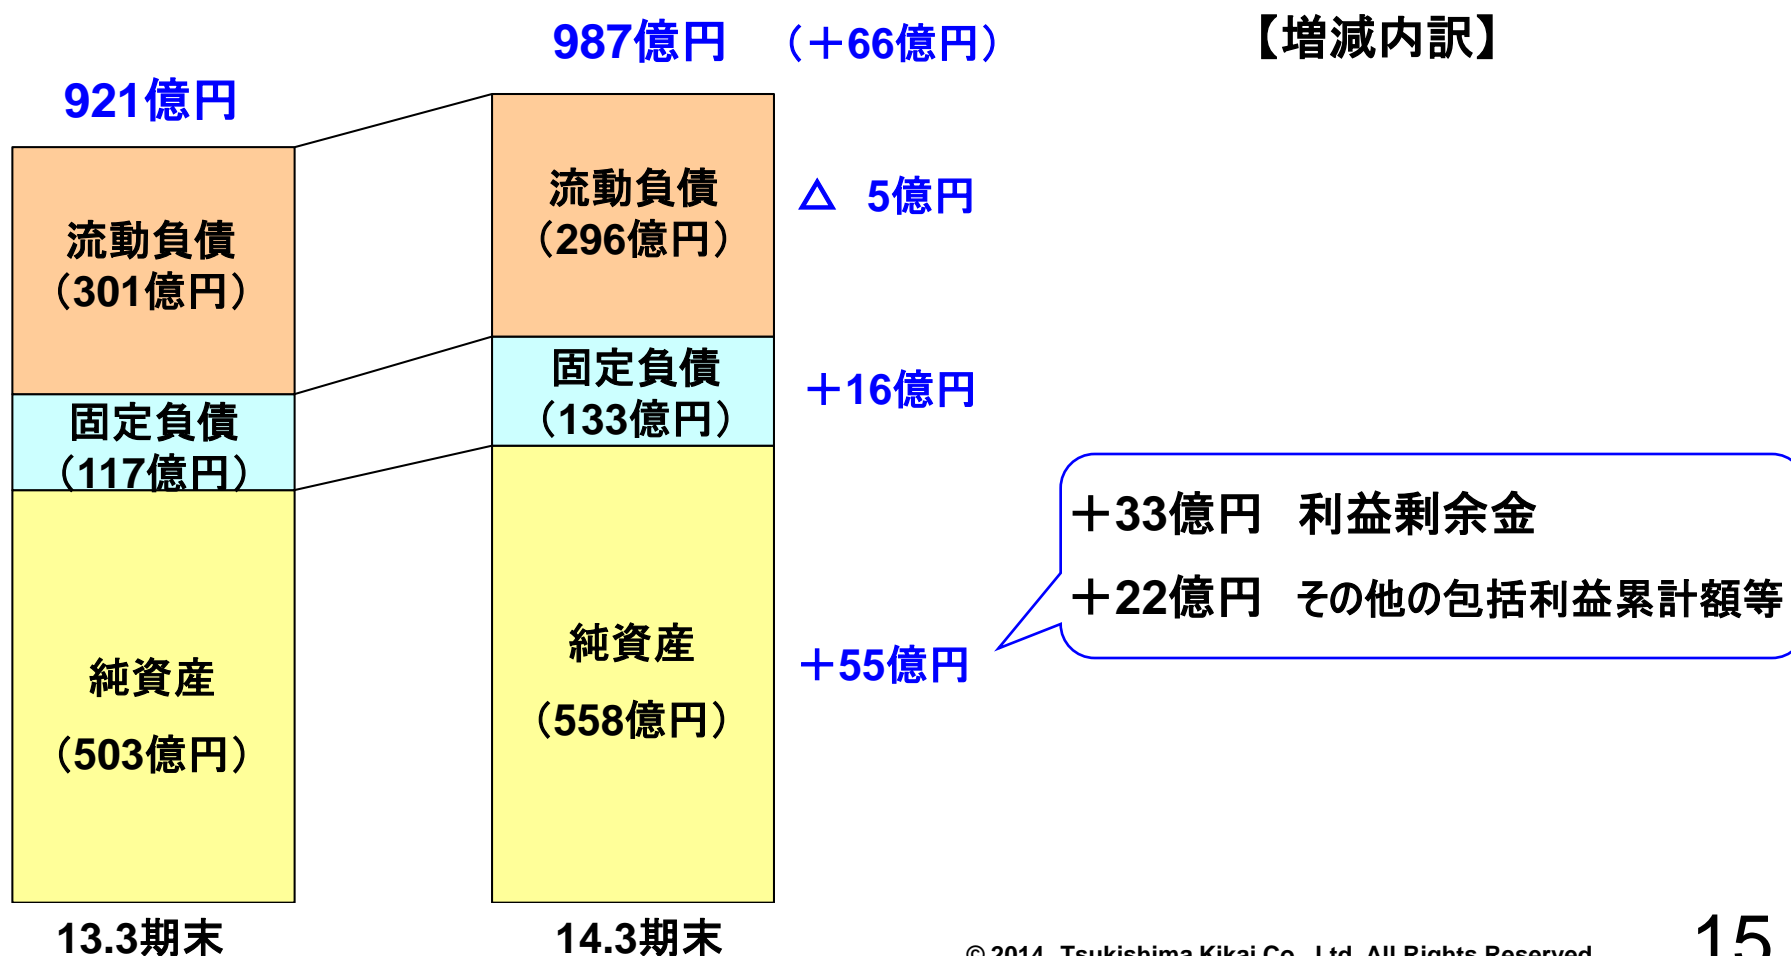 987億円 (+66億円)
【増減内訳】
921億円
流動負債
(301億円)
固定負債
(117億円)
純資産
(503億円)
13.3期末
流動負債
(296億円)
固定負債
(133億円)
純資産
(558億円)
14.3期末
△ 5億円
+16億円
+55億円
+33億円 利益剰余金
+22億円 その他の包括利益累計額等
© 2014 Tsukishima Kikai Co., Ltd. All Rights Reserved
15